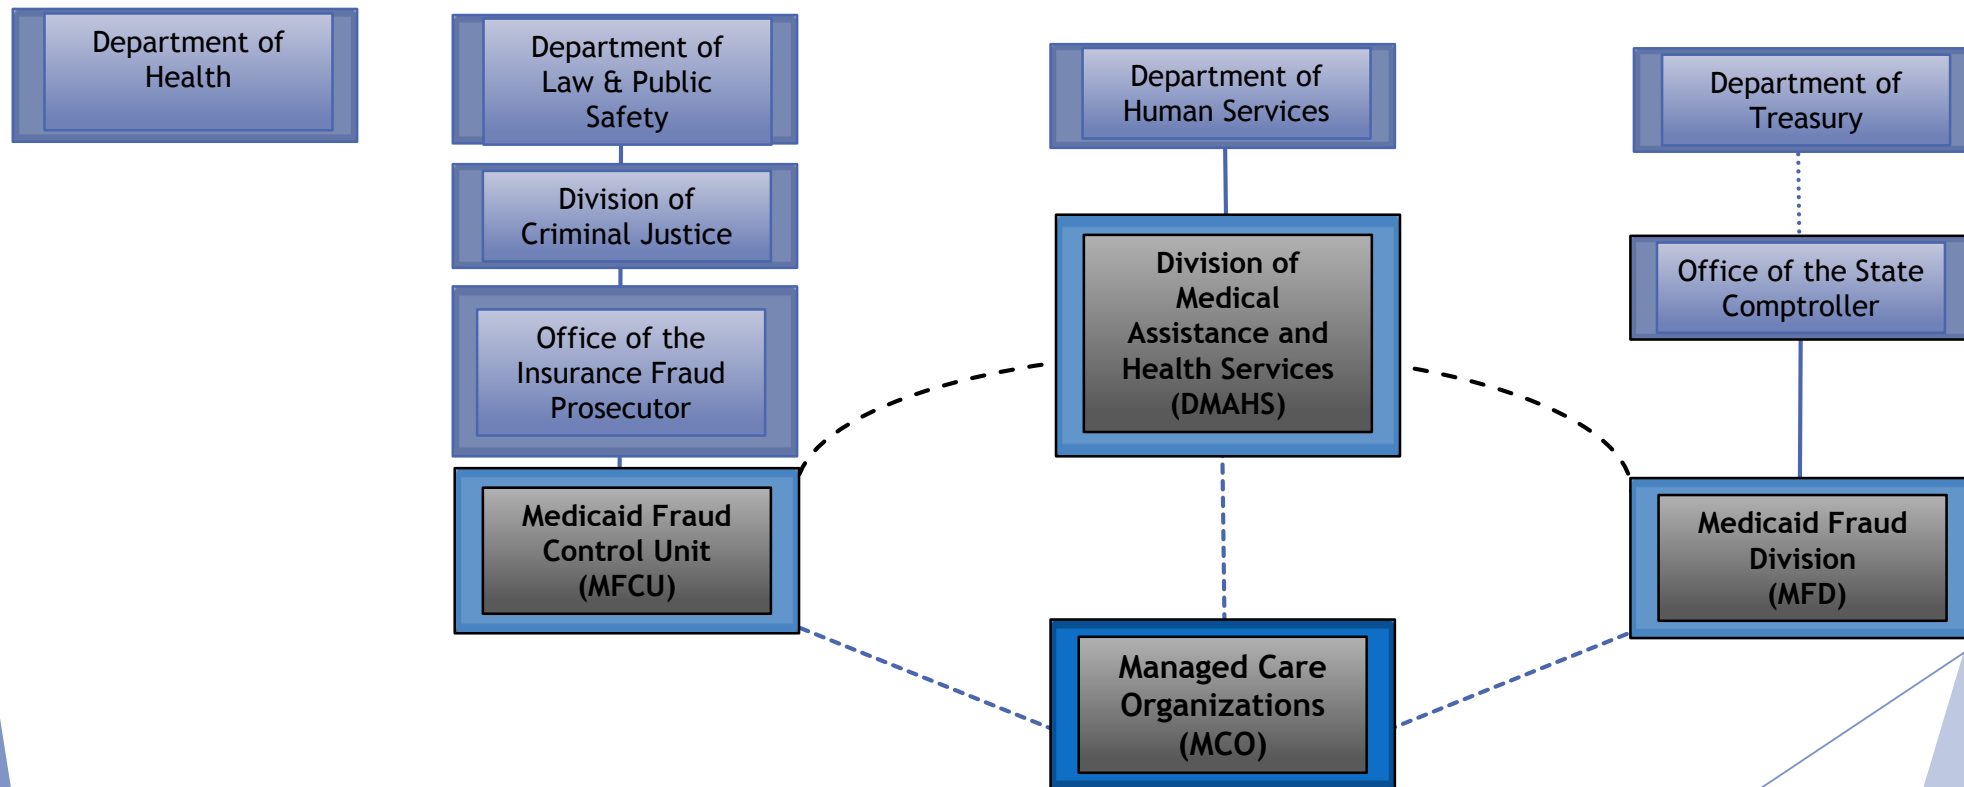 Department of
Health
Department of
Law & Public
Safety
Division of
Criminal Justice
Office of the
Insurance Fraud
Prosecutor
Medicaid Fraud
Control Unit
(MFCU)
Department of
Human Services
Division of
Medical
Assistance and
Health Services
(DMAHS)
Managed Care
Organizations
(MCO)
Department of
Treasury
Office of the State
Comptroller
Medicaid Fraud
Division
(MFD)